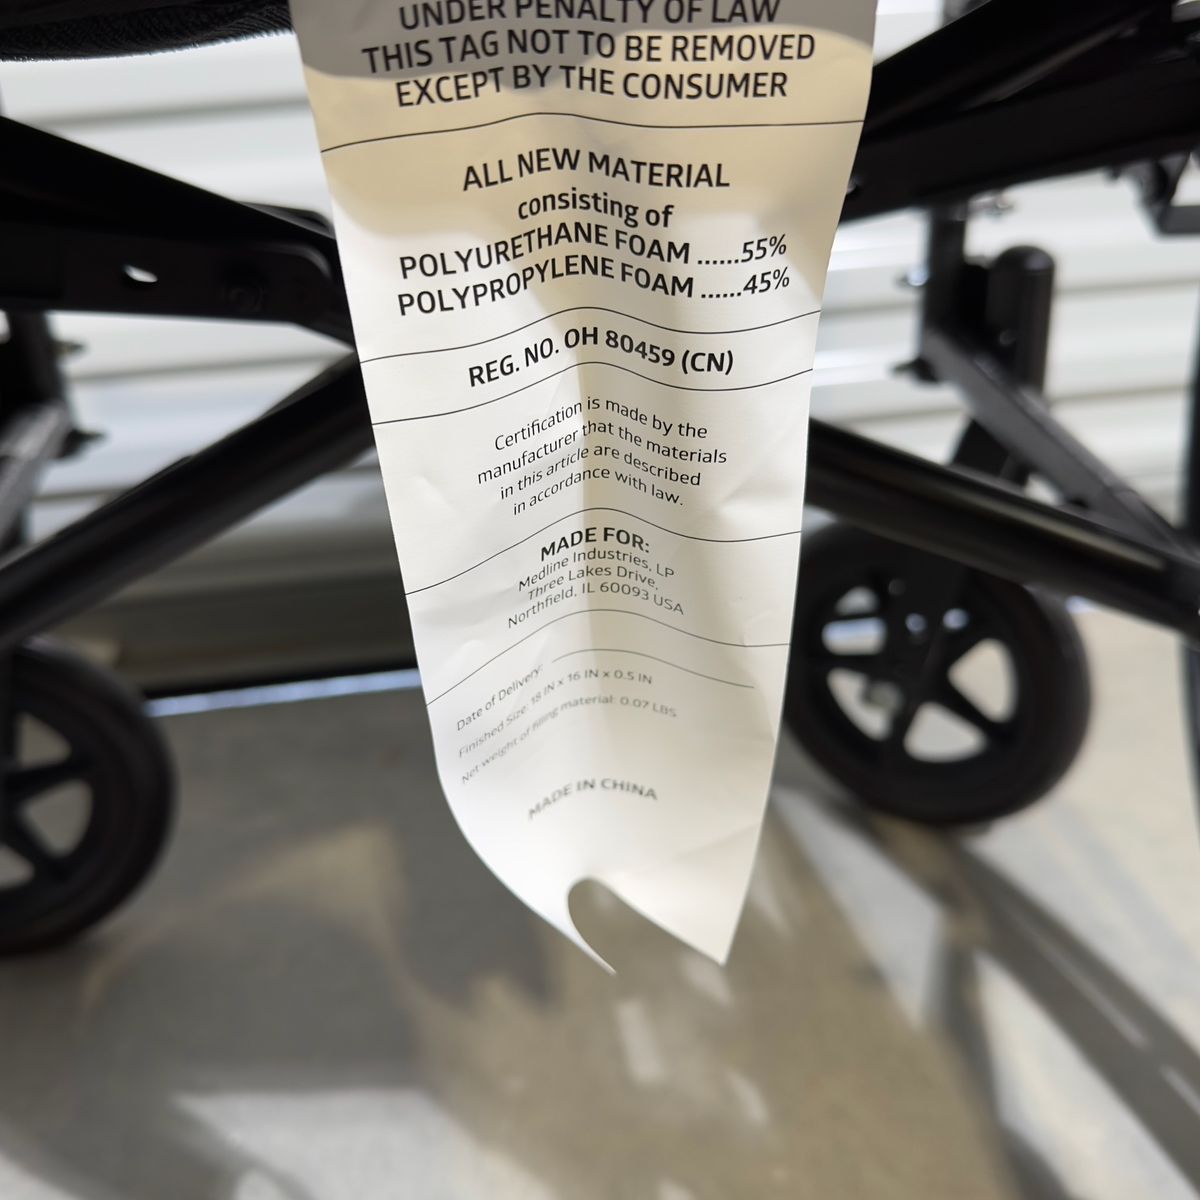 UNDER PENALTY OF LAW
THIS TAG NOT TO BE REMOVED
EXCEPT BY THE CONSUMER
ALL NEW MATERIAL
consisting of
POLYURETHANE FOAM ......55%
POLYPROPYLENE FOAM ......45%
REG. NO. OH 80459 (CN)
Certification is made by the
manufacturer that the materials
in this article are described
in accordance with law.
MADE FOR:
Medline Industries, LP
Three Lakes Drive,
Northfield, IL 60093 USA
Date of Delivery:
Finished Size: 18 IN x 16 IN x 0.5 IN
Net weight of filling material: 0.07 LBS
MADE IN CHINA